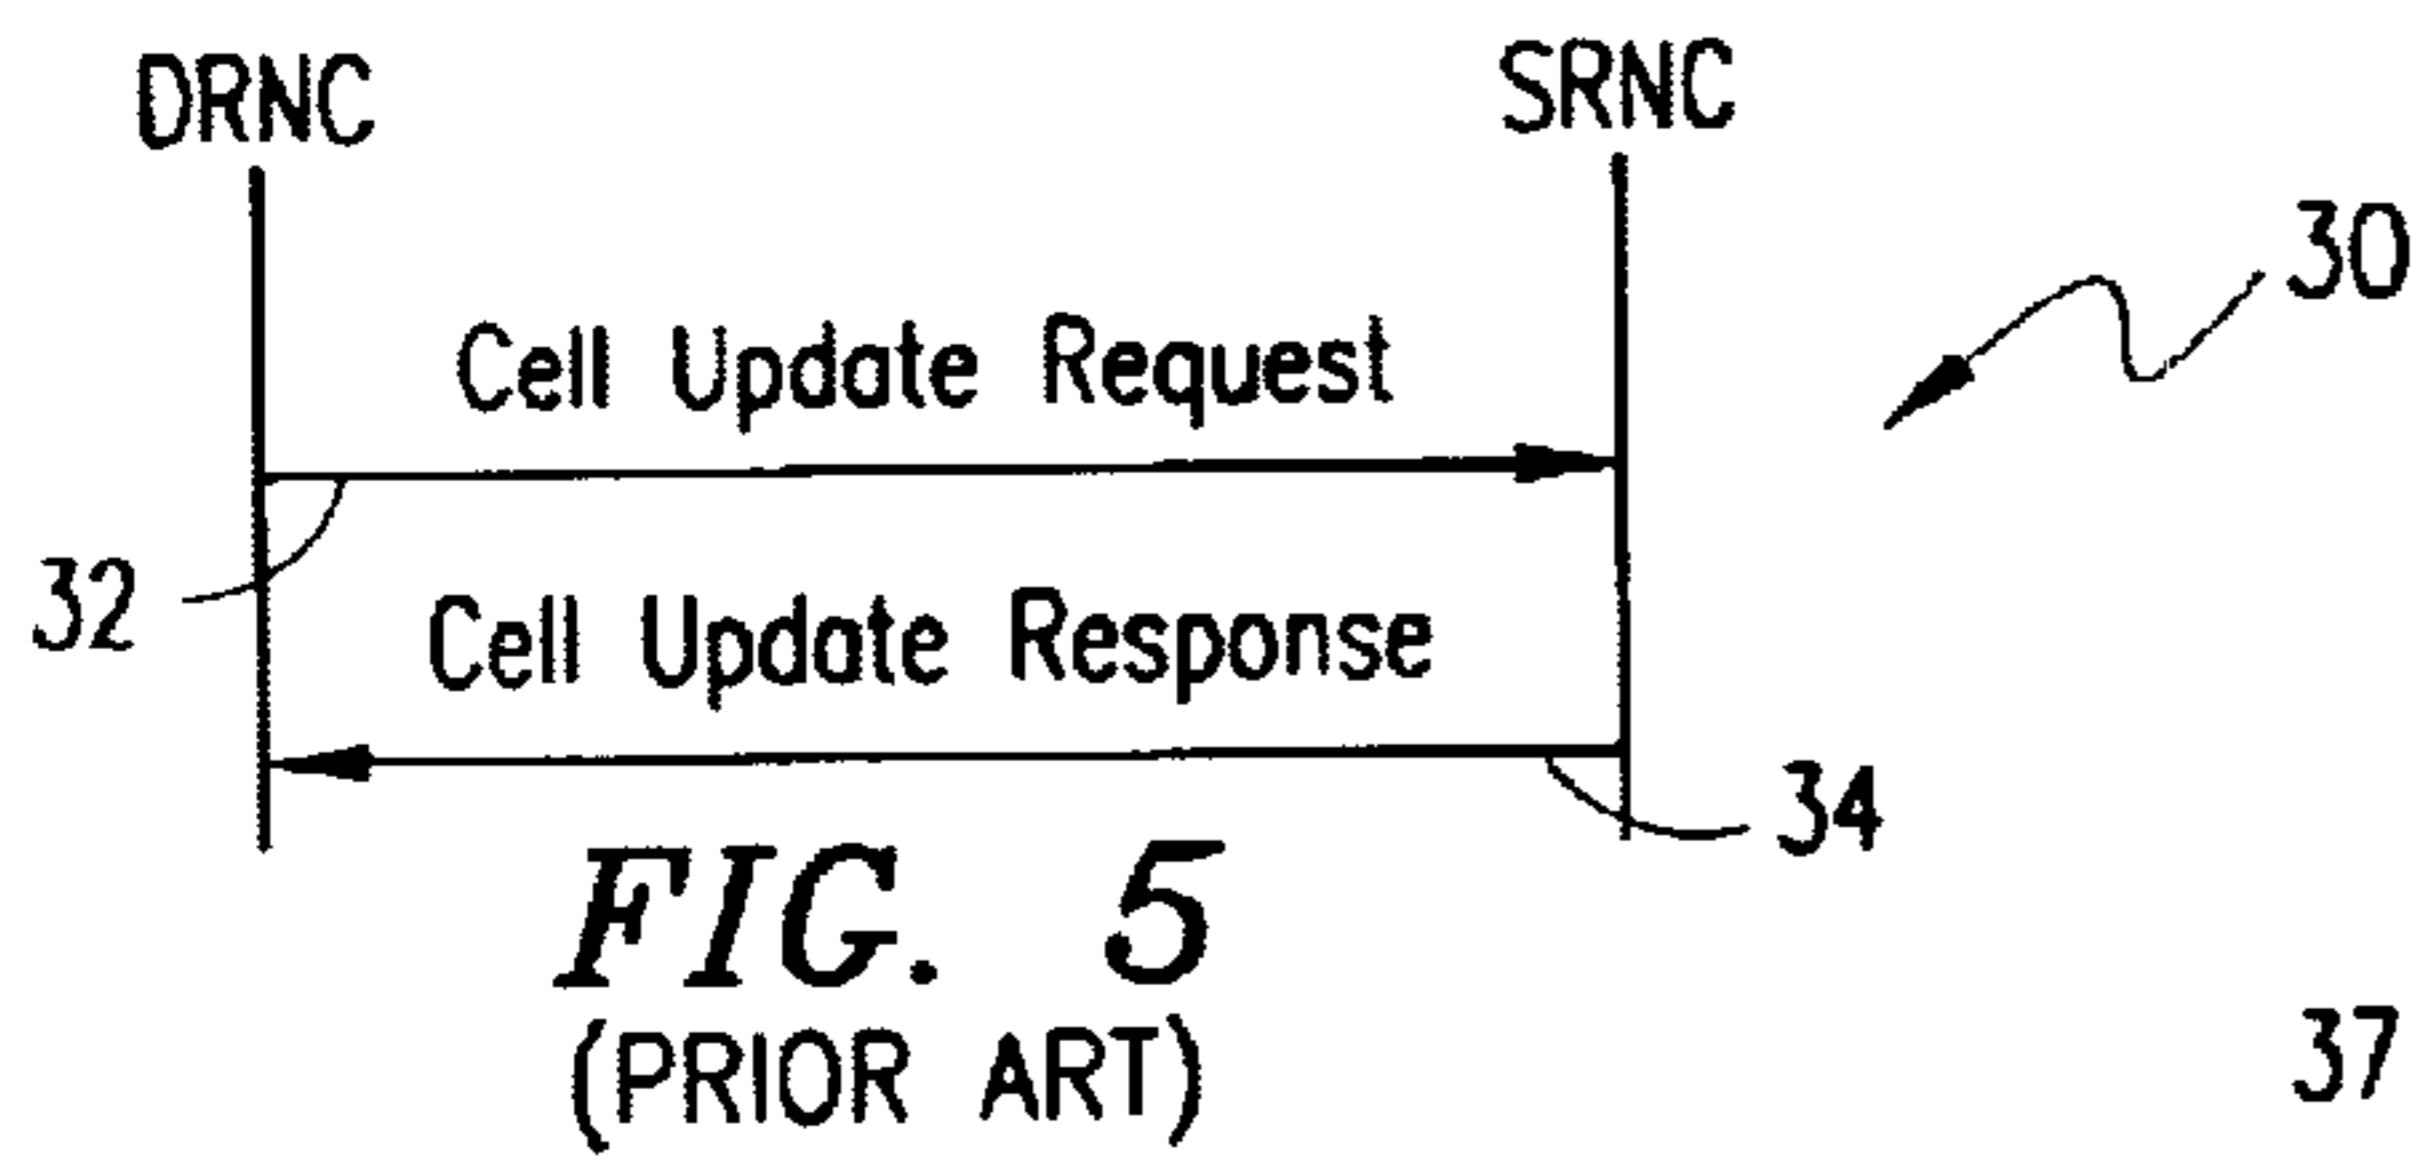 DRNC SRNC
30
Cell Update Request
32
Cell Update Response
34
FIG. 5
(PRIOR ART)
37